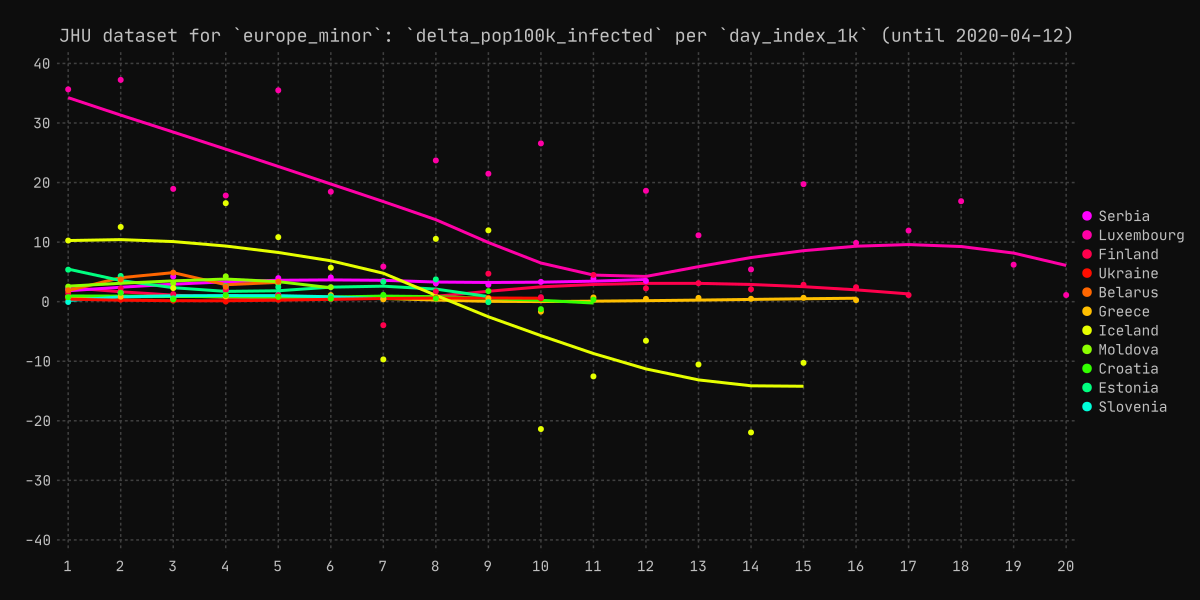 JHU dataset for `europe_minor`: `delta_pop100k_infected` per `day_index_1k` (until 2020-04-12)
40
30
20
10
0
-10
-20
-30
-40
1 2 3 4 5 6 7 8 9 10 11 12 13 14 15 16 17 18 19 20
Serbia
Luxembourg
Finland
Ukraine
Belarus
Greece
Iceland
Moldova
Croatia
Estonia
Slovenia